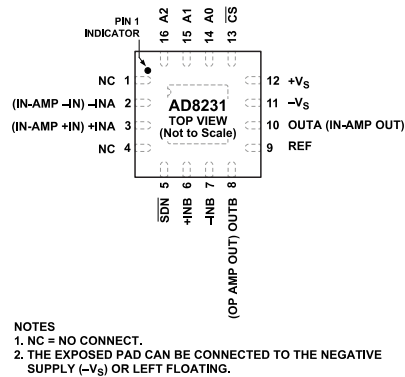 PIN 1
INDICATOR
16 A2
15 A1
14 A0
13 C̅S̅
NC 1
(IN-AMP –IN) –INA 2
(IN-AMP +IN) +INA 3
NC 4
AD8231
TOP VIEW
(Not to Scale)
12 +VS
11 –VS
10 OUTA (IN-AMP OUT)
9 REF
S̅D̅N̅ 5
+INB 6
–INB 7
(OP AMP OUT) OUTB 8
NOTES
1. NC = NO CONNECT.
2. THE EXPOSED PAD CAN BE CONNECTED TO THE NEGATIVE
SUPPLY (–VS) OR LEFT FLOATING.